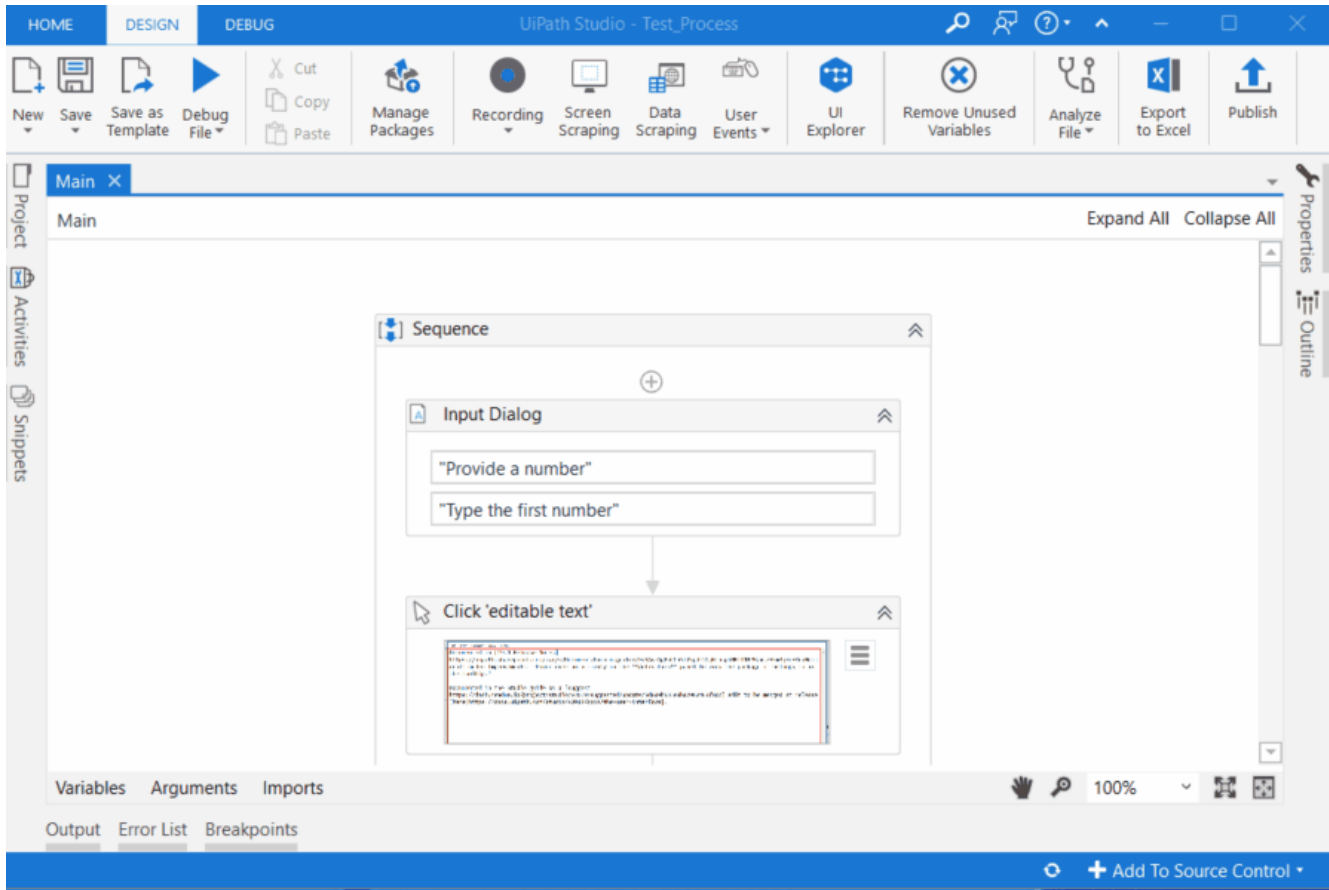 HOME DESIGN DEBUG UiPath Studio - Test_Process
New Save Save as Template Debug File Cut Copy Paste Manage Packages Recording Screen Scraping Data Scraping User Events UI Explorer Remove Unused Variables Analyze File Export to Excel Publish
Main
Main Expand All Collapse All
Project
Activities
Snippets
Properties
Outline
Sequence
Input Dialog
"Provide a number"
"Type the first number"
Click 'editable text'
Variables Arguments Imports 100%
Output Error List Breakpoints
Add To Source Control